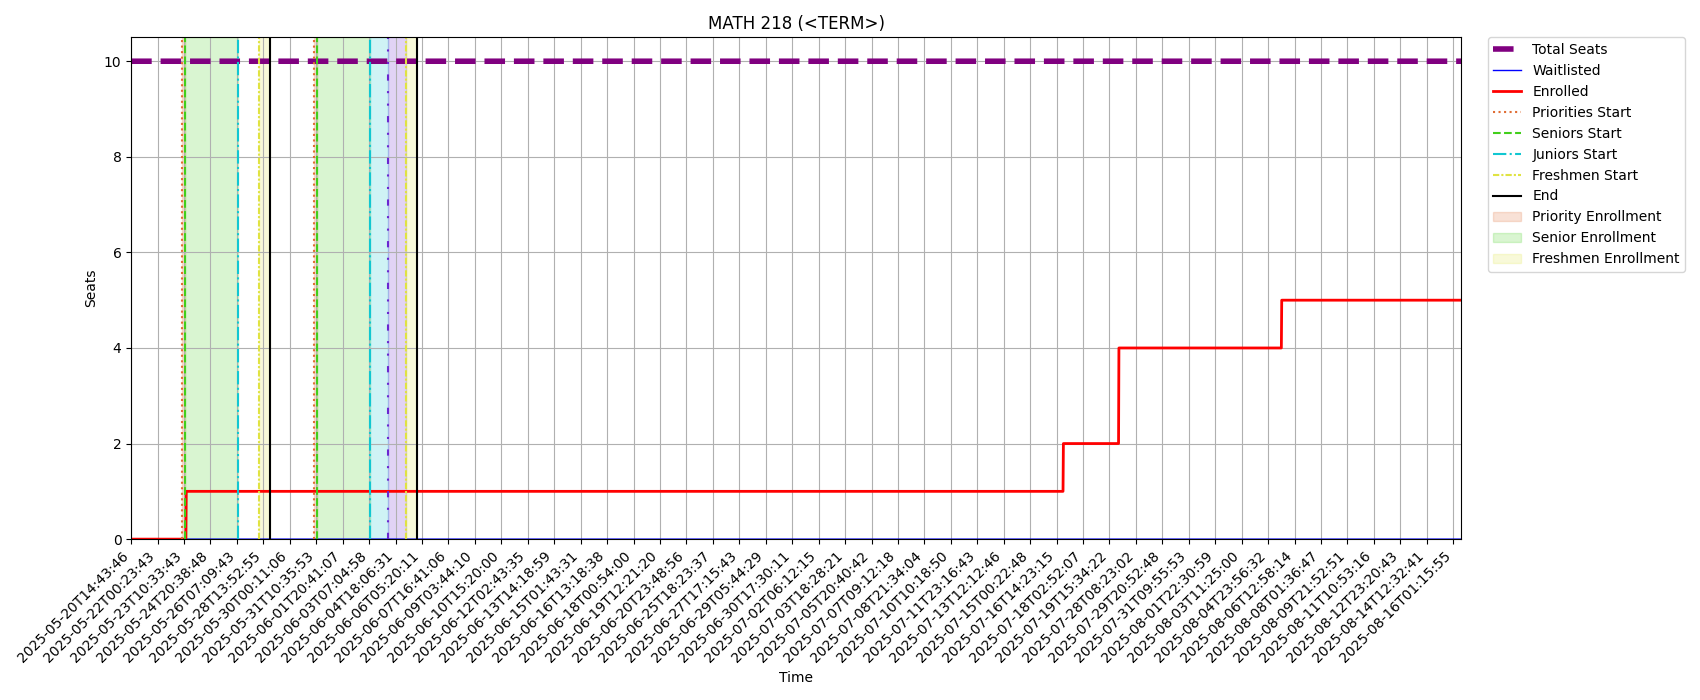 MATH 218 (<TERM>)
Total Seats
Waitlisted
Enrolled
Priorities Start
Seniors Start
Juniors Start
Freshmen Start
End
Priority Enrollment
Senior Enrollment
Freshmen Enrollment
Seats
10
8
6
4
2
0
2025-05-20T14:43:46
2025-05-22T00:23:43
2025-05-23T10:33:43
2025-05-24T20:38:48
2025-05-26T07:09:43
2025-05-28T13:52:55
2025-05-30T00:11:06
2025-05-31T10:35:53
2025-06-01T20:41:07
2025-06-03T07:04:58
2025-06-04T18:06:31
2025-06-06T05:20:11
2025-06-07T16:41:06
2025-06-09T03:44:10
2025-06-10T15:20:00
2025-06-12T02:43:35
2025-06-13T14:18:59
2025-06-15T01:43:31
2025-06-16T13:18:38
2025-06-18T00:54:00
2025-06-19T12:21:20
2025-06-20T23:48:56
2025-06-25T18:23:37
2025-06-27T17:15:43
2025-06-29T05:44:29
2025-06-30T17:30:11
2025-07-02T06:12:15
2025-07-03T18:28:21
2025-07-05T20:40:42
2025-07-07T09:12:18
2025-07-08T21:34:04
2025-07-10T10:18:50
2025-07-11T23:16:43
2025-07-13T12:12:46
2025-07-15T00:22:48
2025-07-16T14:23:15
2025-07-18T02:52:07
2025-07-19T15:34:22
2025-07-28T08:23:02
2025-07-29T20:52:48
2025-07-31T09:55:53
2025-08-01T22:30:59
2025-08-03T11:25:00
2025-08-04T23:56:32
2025-08-06T12:58:14
2025-08-08T01:36:47
2025-08-09T21:52:51
2025-08-11T10:53:16
2025-08-12T23:20:43
2025-08-14T12:32:41
2025-08-16T01:15:55
Time